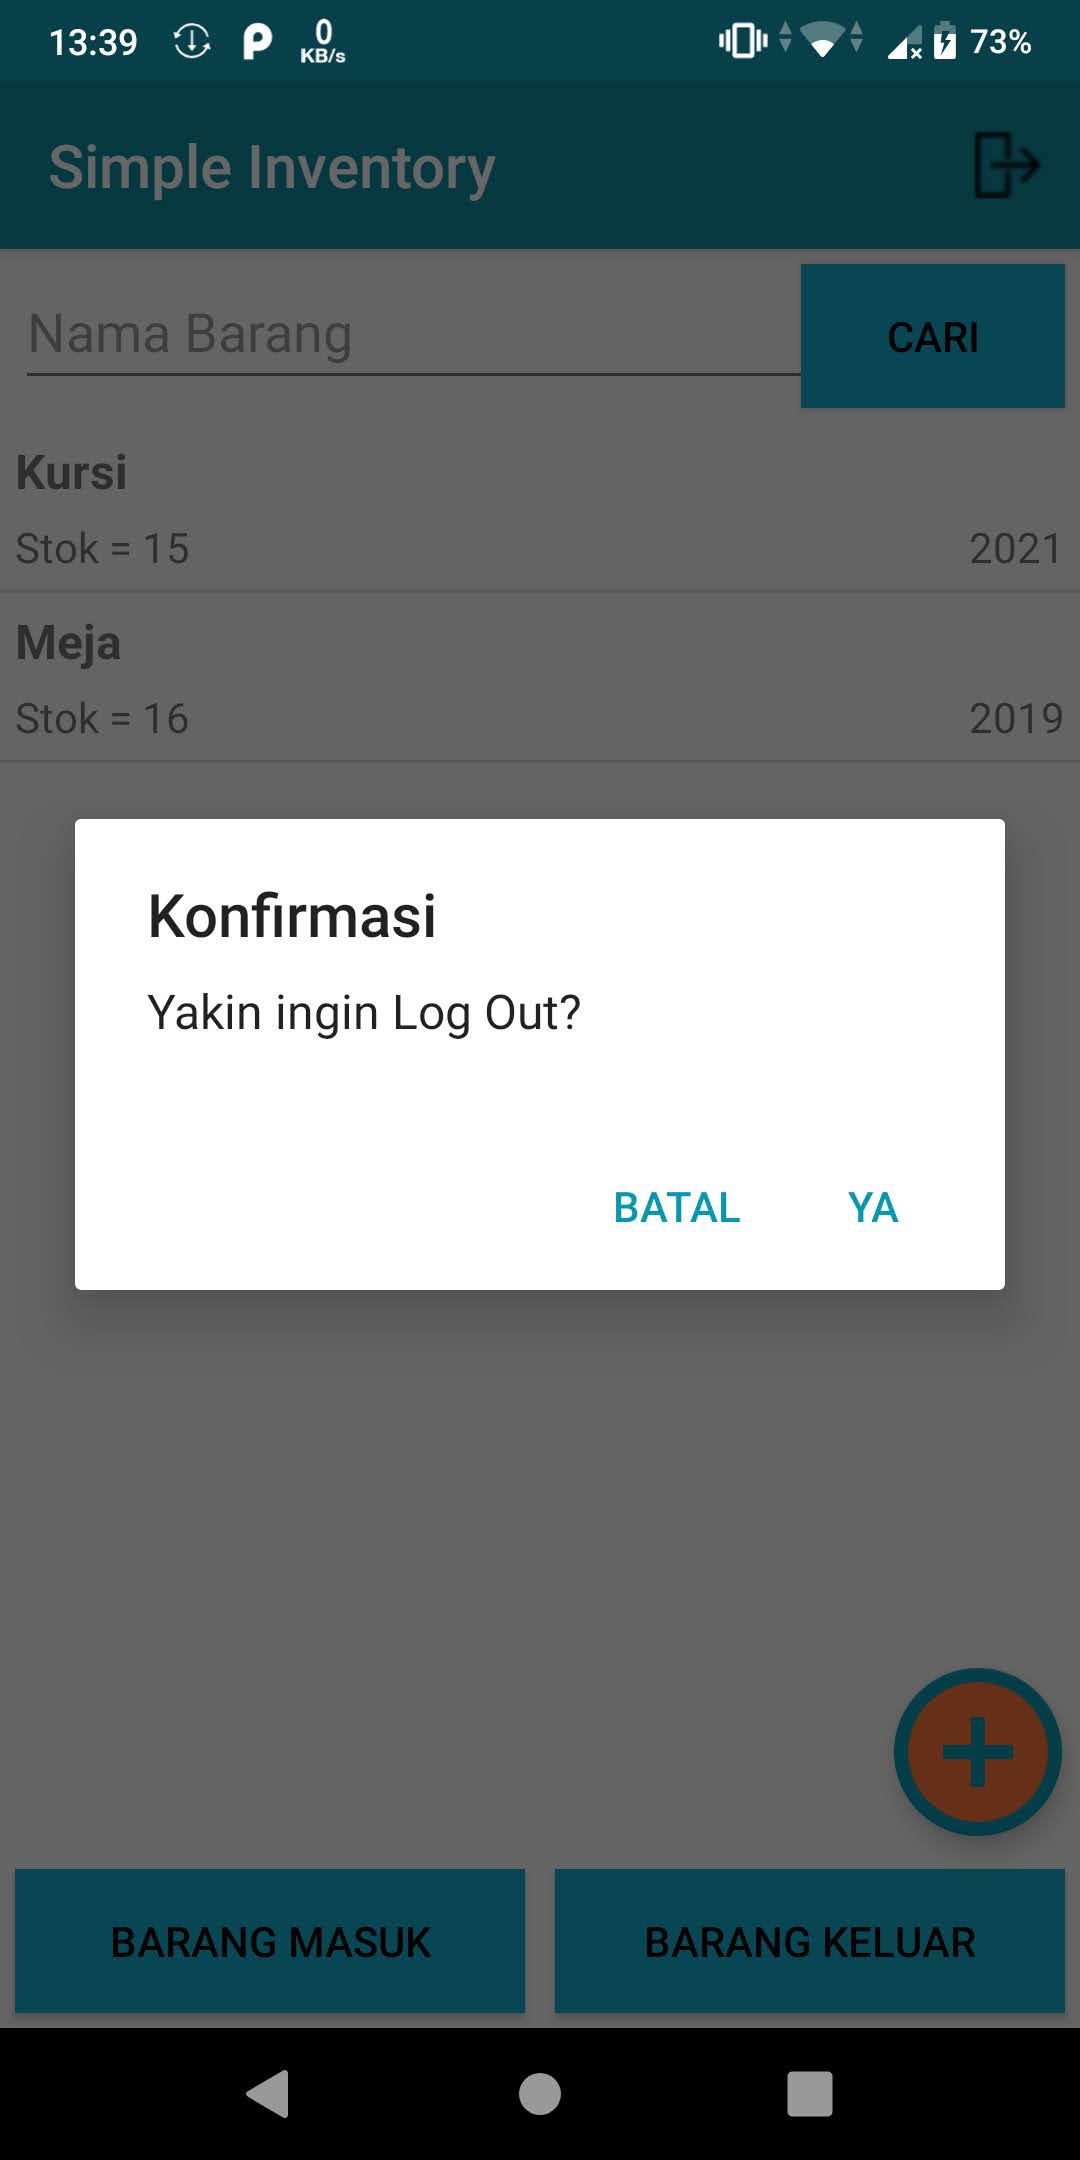 13:39 0 KB/s 73%
Simple Inventory
Nama Barang CARI
Kursi
Stok = 15 2021
Meja
Stok = 16 2019
Konfirmasi
Yakin ingin Log Out?
BATAL YA
BARANG MASUK BARANG KELUAR